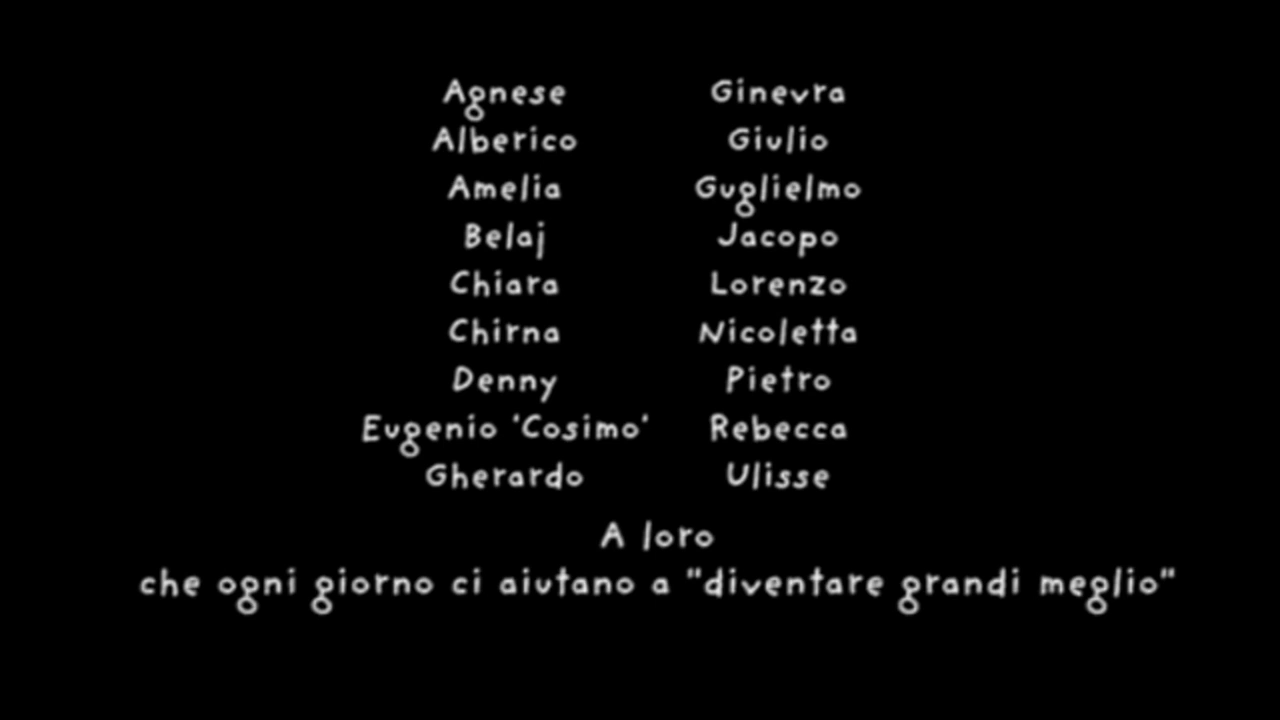 Agnese
Alberico
Amelia
Belaj
Chiara
Chirna
Denny
Eugenio 'Cosimo'
Gherardo
Ginevra
Giulio
Guglielmo
Jacopo
Lorenzo
Nicoletta
Pietro
Rebecca
Ulisse
A loro
che ogni giorno ci aiutano a "diventare grandi meglio"